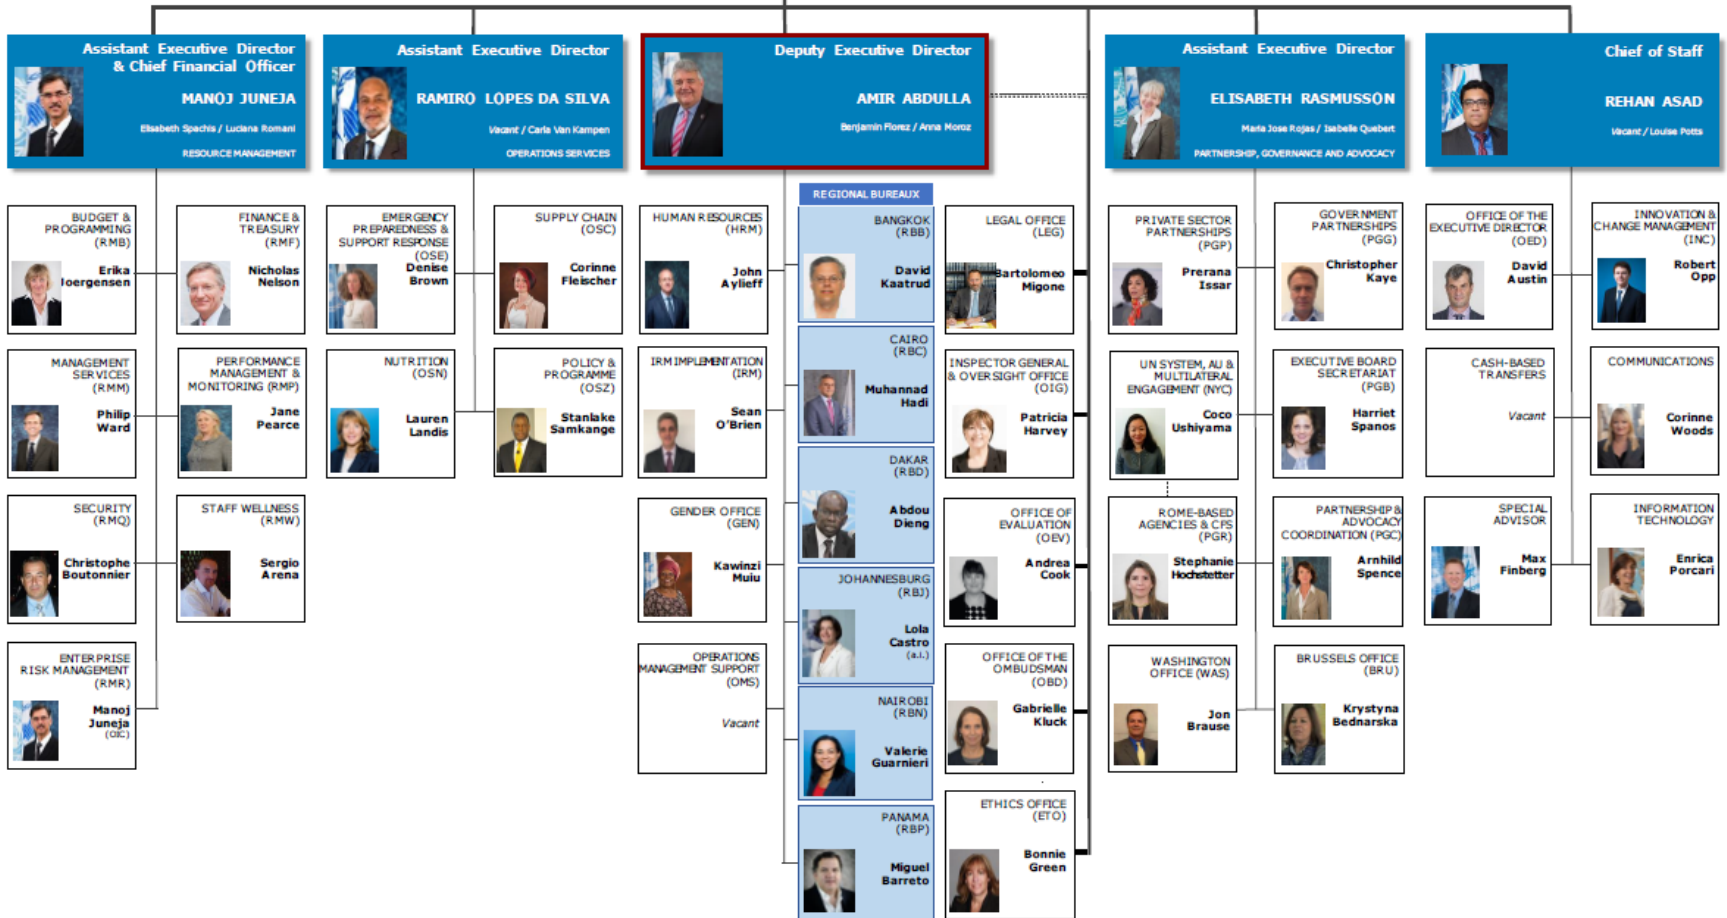 Assistant Executive Director
& Chief Financial Officer
MANOJ JUNEJA
Elisabeth Spachis / Luciana Romani
RESOURCE MANAGEMENT
Assistant Executive Director
RAMIRO LOPES DA SILVA
Vacant / Carla Van Kampen
OPERATIONS SERVICES
Deputy Executive Director
AMIR ABDULLA
Benjamin Florez / Anna Moroz
Assistant Executive Director
ELISABETH RASMUSSON
Maria Jose Rojas / Isabelle Quebert
PARTNERSHIP, GOVERNANCE AND ADVOCACY
Chief of Staff
REHAN ASAD
Vacant / Louise Potts
BUDGET &
PROGRAMMING
(RMB)
Erika
Joergensen
FINANCE &
TREASURY
(RMF)
Nicholas
Nelson
MANAGEMENT
SERVICES
(RMM)
Philip
Ward
PERFORMANCE
MANAGEMENT &
MONITORING (RMP)
Jane
Pearce
SECURITY
(RMQ)
Christophe
Boutonnier
STAFF WELLNESS
(RMW)
Sergio
Arena
ENTERPRISE
RISK MANAGEMENT
(RMR)
Manoj
Juneja
(OIC)
EMERGENCY
PREPAREDNESS &
SUPPORT RESPONSE
(OSE)
Denise
Brown
SUPPLY CHAIN
(OSC)
Corinne
Fleischer
NUTRITION
(OSN)
Lauren
Landis
POLICY &
PROGRAMME
(OSZ)
Stanlake
Samkange
HUMAN RESOURCES
(HRM)
John
Aylieff
IRM IMPLEMENTATION
(IRM)
Sean
O'Brien
GENDER OFFICE
(GEN)
Kawinzi
Muiu
OPERATIONS
MANAGEMENT SUPPORT
(OMS)
Vacant
REGIONAL BUREAUX
BANGKOK
(RBB)
David
Kaatrud
CAIRO
(RBC)
Muhannad
Hadi
DAKAR
(RBD)
Abdou
Dieng
JOHANNESBURG
(RBJ)
Lola
Castro
(a.i.)
NAIROBI
(RBN)
Valerie
Guarnieri
PANAMA
(RBP)
Miguel
Barreto
LEGAL OFFICE
(LEG)
Bartolomeo
Migone
INSPECTOR GENERAL
& OVERSIGHT OFFICE
(OIG)
Patricia
Harvey
OFFICE OF
EVALUATION
(OEV)
Andrea
Cook
OFFICE OF THE
OMBUDSMAN
(OBD)
Gabrielle
Kluck
ETHICS OFFICE
(ETO)
Bonnie
Green
PRIVATE SECTOR
PARTNERSHIPS
(PGP)
Prerana
Issar
GOVERNMENT
PARTNERSHIPS
(PGG)
Christopher
Kaye
UN SYSTEM, AU &
MULTILATERAL
ENGAGEMENT (NYC)
Coco
Ushiyama
EXECUTIVE BOARD
SECRETARIAT
(PGB)
Harriet
Spanos
ROME-BASED
AGENCIES & CFS
(PGR)
Stephanie
Hochstetter
PARTNERSHIP &
ADVOCACY
COORDINATION (PGC)
Arnhild
Spence
WASHINGTON
OFFICE (WAS)
Jon
Brause
BRUSSELS OFFICE
(BRU)
Krystyna
Bednarska
OFFICE OF THE
EXECUTIVE DIRECTOR
(OED)
David
Austin
INNOVATION &
CHANGE MANAGEMENT
(INC)
Robert
Opp
CASH-BASED
TRANSFERS
Vacant
COMMUNICATIONS
Corinne
Woods
SPECIAL
ADVISOR
Max
Finberg
INFORMATION
TECHNOLOGY
Enrica
Porcari